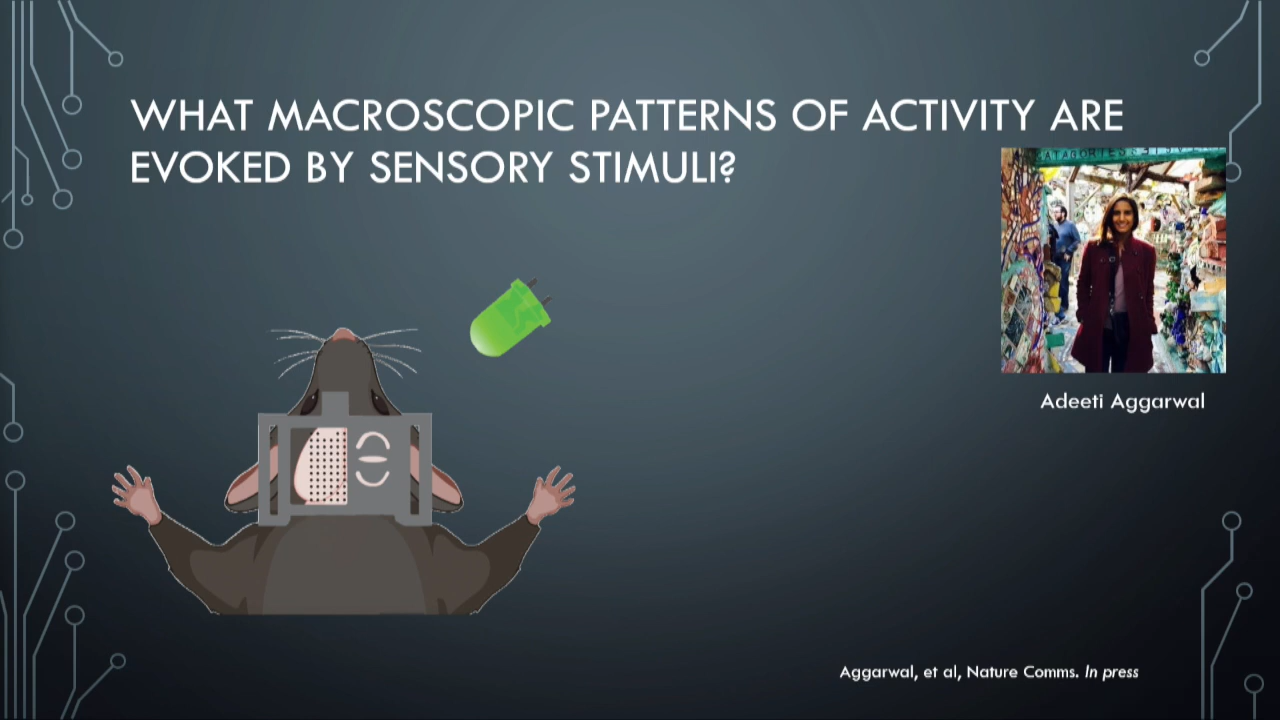 WHAT MACROSCOPIC PATTERNS OF ACTIVITY ARE
EVOKED BY SENSORY STIMULI?
Adeeti Aggarwal
Aggarwal, et al, Nature Comms. In press